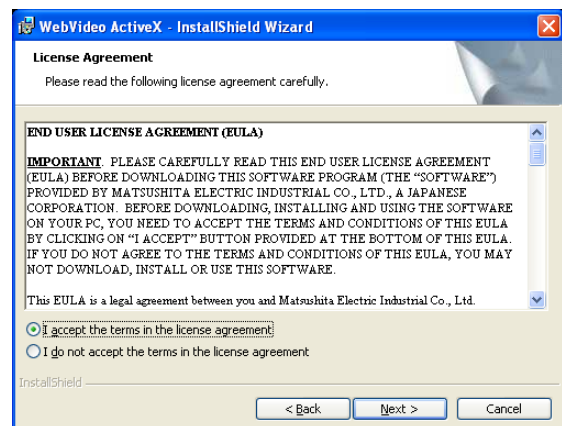 WebVideo ActiveX - InstallShield Wizard
License Agreement
Please read the following license agreement carefully.
END USER LICENSE AGREEMENT (EULA)
IMPORTANT. PLEASE CAREFULLY READ THIS END USER LICENSE AGREEMENT
(EULA) BEFORE DOWNLOADING THIS SOFTWARE PROGRAM (THE “SOFTWARE”)
PROVIDED BY MATSUSHITA ELECTRIC INDUSTRIAL CO., LTD., A JAPANESE
CORPORATION. BEFORE DOWNLOADING, INSTALLING AND USING THE SOFTWARE
ON YOUR PC, YOU NEED TO ACCEPT THE TERMS AND CONDITIONS OF THIS EULA
BY CLICKING ON “I ACCEPT” BUTTON PROVIDED AT THE BOTTOM OF THIS EULA.
IF YOU DO NOT AGREE TO THE TERMS AND CONDITIONS OF THIS EULA, YOU MAY
NOT DOWNLOAD, INSTALL OR USE THIS SOFTWARE.
This EULA is a legal agreement between you and Matsushita Electric Industrial Co., Ltd.
I accept the terms in the license agreement
I do not accept the terms in the license agreement
InstallShield
< Back Next > Cancel